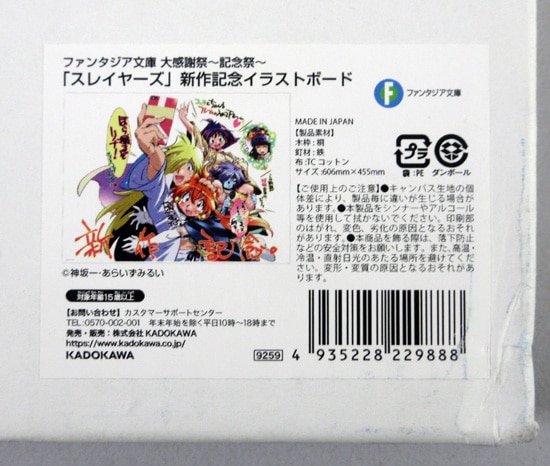 ファンタジア文庫 大感謝祭～記念祭～
「スレイヤーズ」新作記念イラストボード
ファンタジア文庫
新作記念
MADE IN JAPAN
【製品素材】
木枠:桐
釘材:鉄
布:TC コットン
サイズ:606mm×455mm
プラ
袋:PE
ダンボール
【ご使用上のご注意】●キャンバス生地の個
体差により、製品毎に違いが生じる場合が
あります。●本製品をシンナーやアルコール
等を使用して拭かないでください。印刷部
のはがれ、変色、劣化の原因となるおそれが
あります。●本商品を飾る際は、落下防止
などの安全対策をお願いします。また、高温・
冷温・直射日光のあたる場所を避けてくださ
い。変形・変質の原因となるおそれがあり
ます。
©神坂一・あらいずみるい
対象年齢15歳以上
【お問い合わせ】カスタマーサポートセンター
TEL:0570-002-001 年末年始を除く平日10時～18時まで
発売・販売:株式会社 KADOKAWA
https://www.kadokawa.co.jp/
KADOKAWA
9259
4 935228 229888